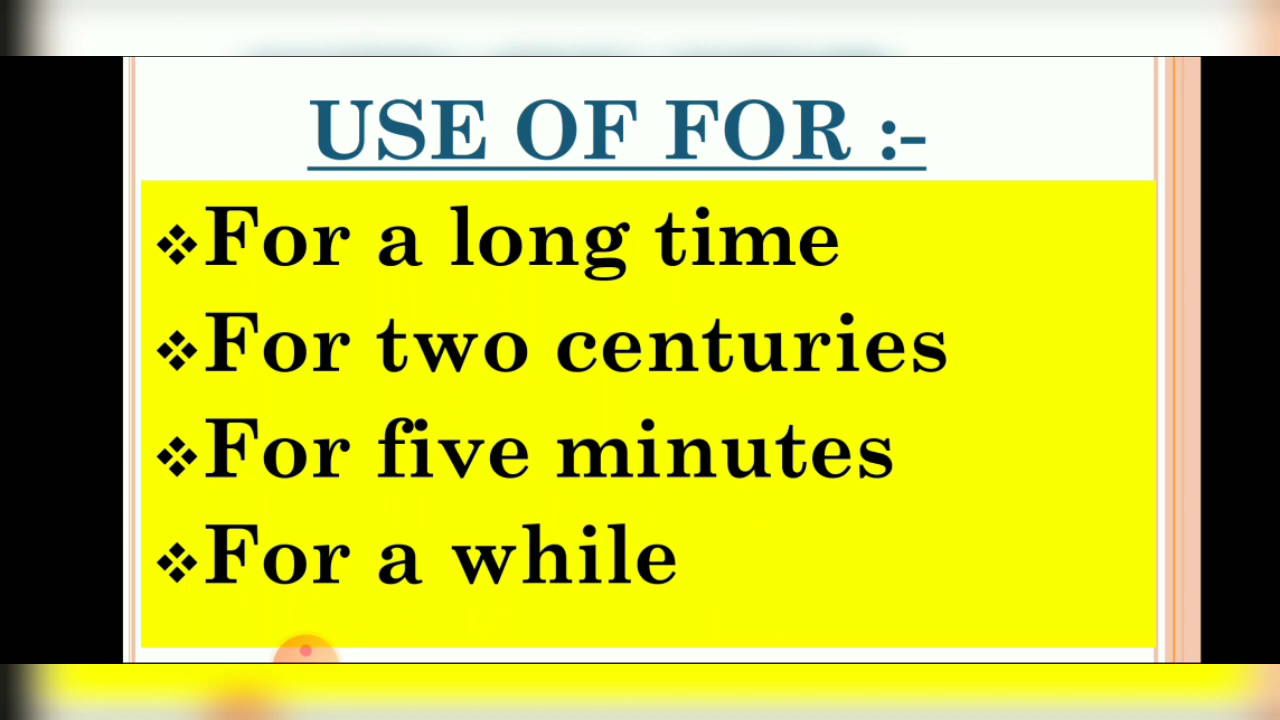 USE OF FOR :-
❖For a long time
❖For two centuries
❖For five minutes
❖For a while